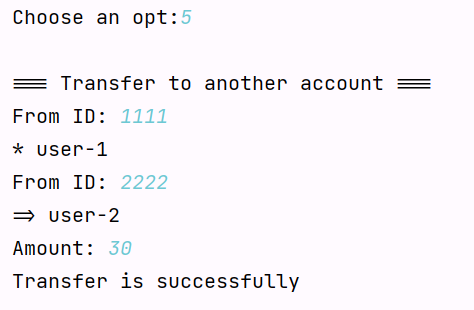 Choose an opt:5
=== Transfer to another account ===
From ID: 1111
* user-1
From ID: 2222
=> user-2
Amount: 30
Transfer is successfully